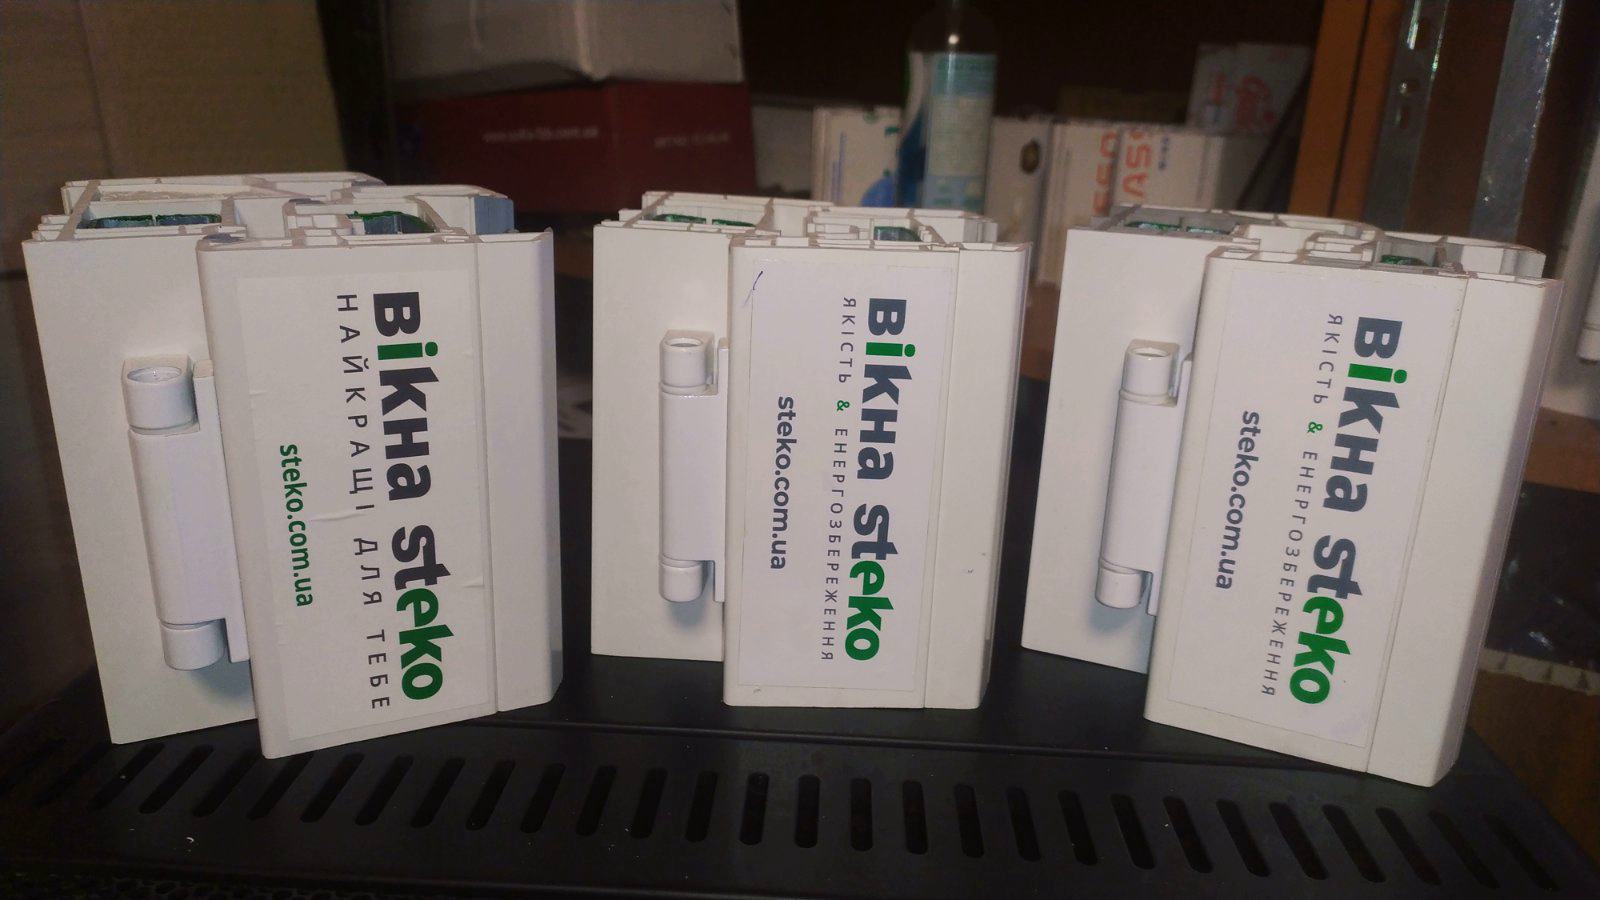 вікна steko
НАЙКРАЩІ ДЛЯ ТЕБЕ
steko.com.ua
вікна steko
ЯКІСТЬ & ЕНЕРГОЗБЕРЕЖЕННЯ
steko.com.ua
вікна steko
ЯКІСТЬ & ЕНЕРГОЗБЕРЕЖЕННЯ
steko.com.ua